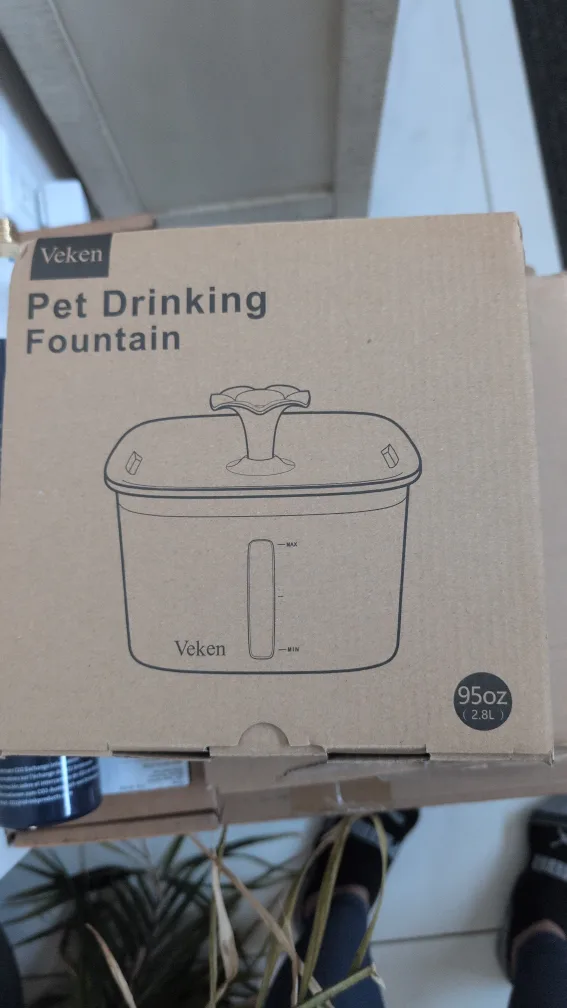 Veken
Pet Drinking
Fountain
MAX
MIN
Veken
95oz
( 2.8L )